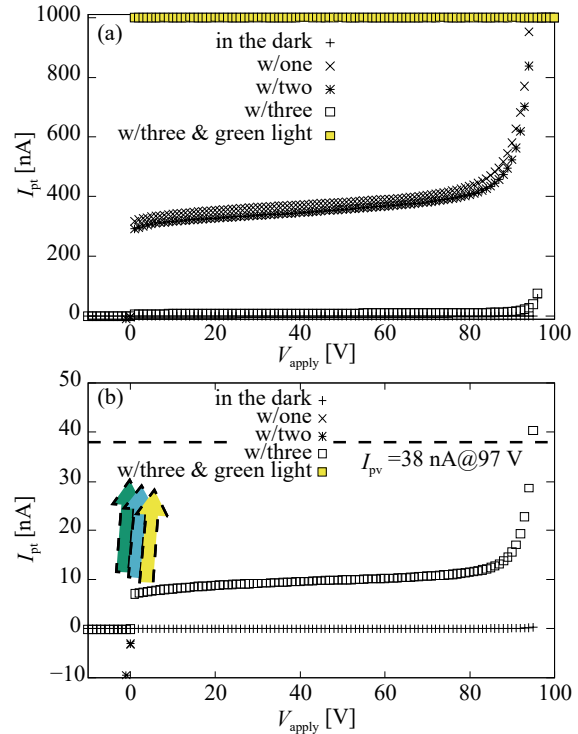 (a)
in the dark
w/one
w/two
w/three
w/three & green light
1000
800
600
400
200
0
I_pt [nA]
0 20 40 60 80 100
V_apply [V]
(b)
in the dark
w/one
w/two
w/three
w/three & green light
I_pv =38 nA@97 V
50
40
30
20
10
0
−10
I_pt [nA]
0 20 40 60 80 100
V_apply [V]